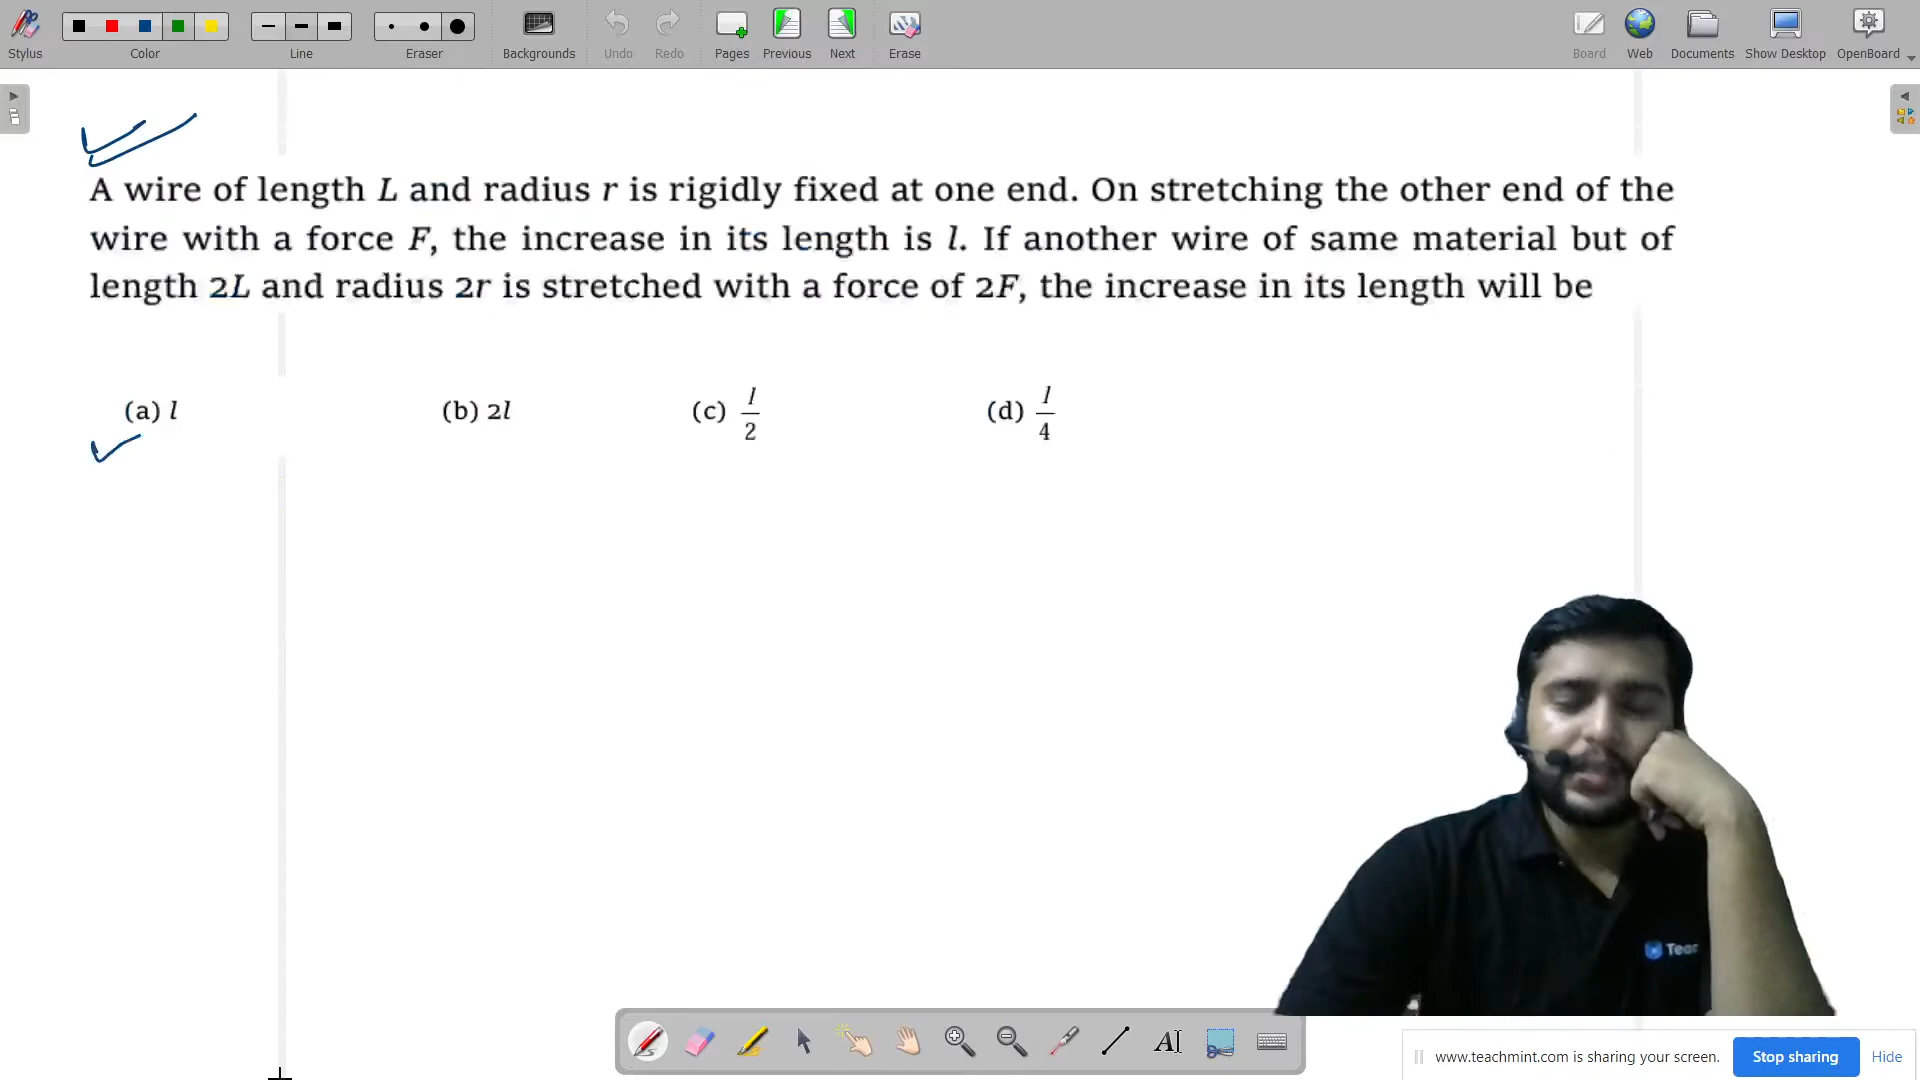 Stylus
Color
Line
Eraser
Backgrounds
Undo
Redo
Pages
Previous
Next
Erase
Board
Web
Documents
Show Desktop
OpenBoard
A wire of length L and radius r is rigidly fixed at one end. On stretching the other end of the
wire with a force F, the increase in its length is l. If another wire of same material but of
length 2L and radius 2r is stretched with a force of 2F, the increase in its length will be
(a) l (b) 2l (c) l/2 (d) l/4
Teac
www.teachmint.com is sharing your screen. Stop sharing Hide